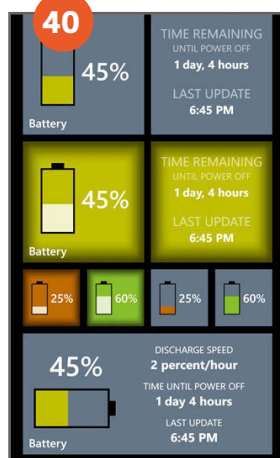 40
45%
Battery
TIME REMAINING
UNTIL POWER OFF
1 day, 4 hours
LAST UPDATE
6:45 PM
45%
Battery
TIME REMAINING
UNTIL POWER OFF
1 day, 4 hours
LAST UPDATE
6:45 PM
25%
60%
25%
60%
45%
Battery
DISCHARGE SPEED
2 percent/hour
TIME UNTIL POWER OFF
1 day 4 hours
LAST UPDATE
6:45 PM